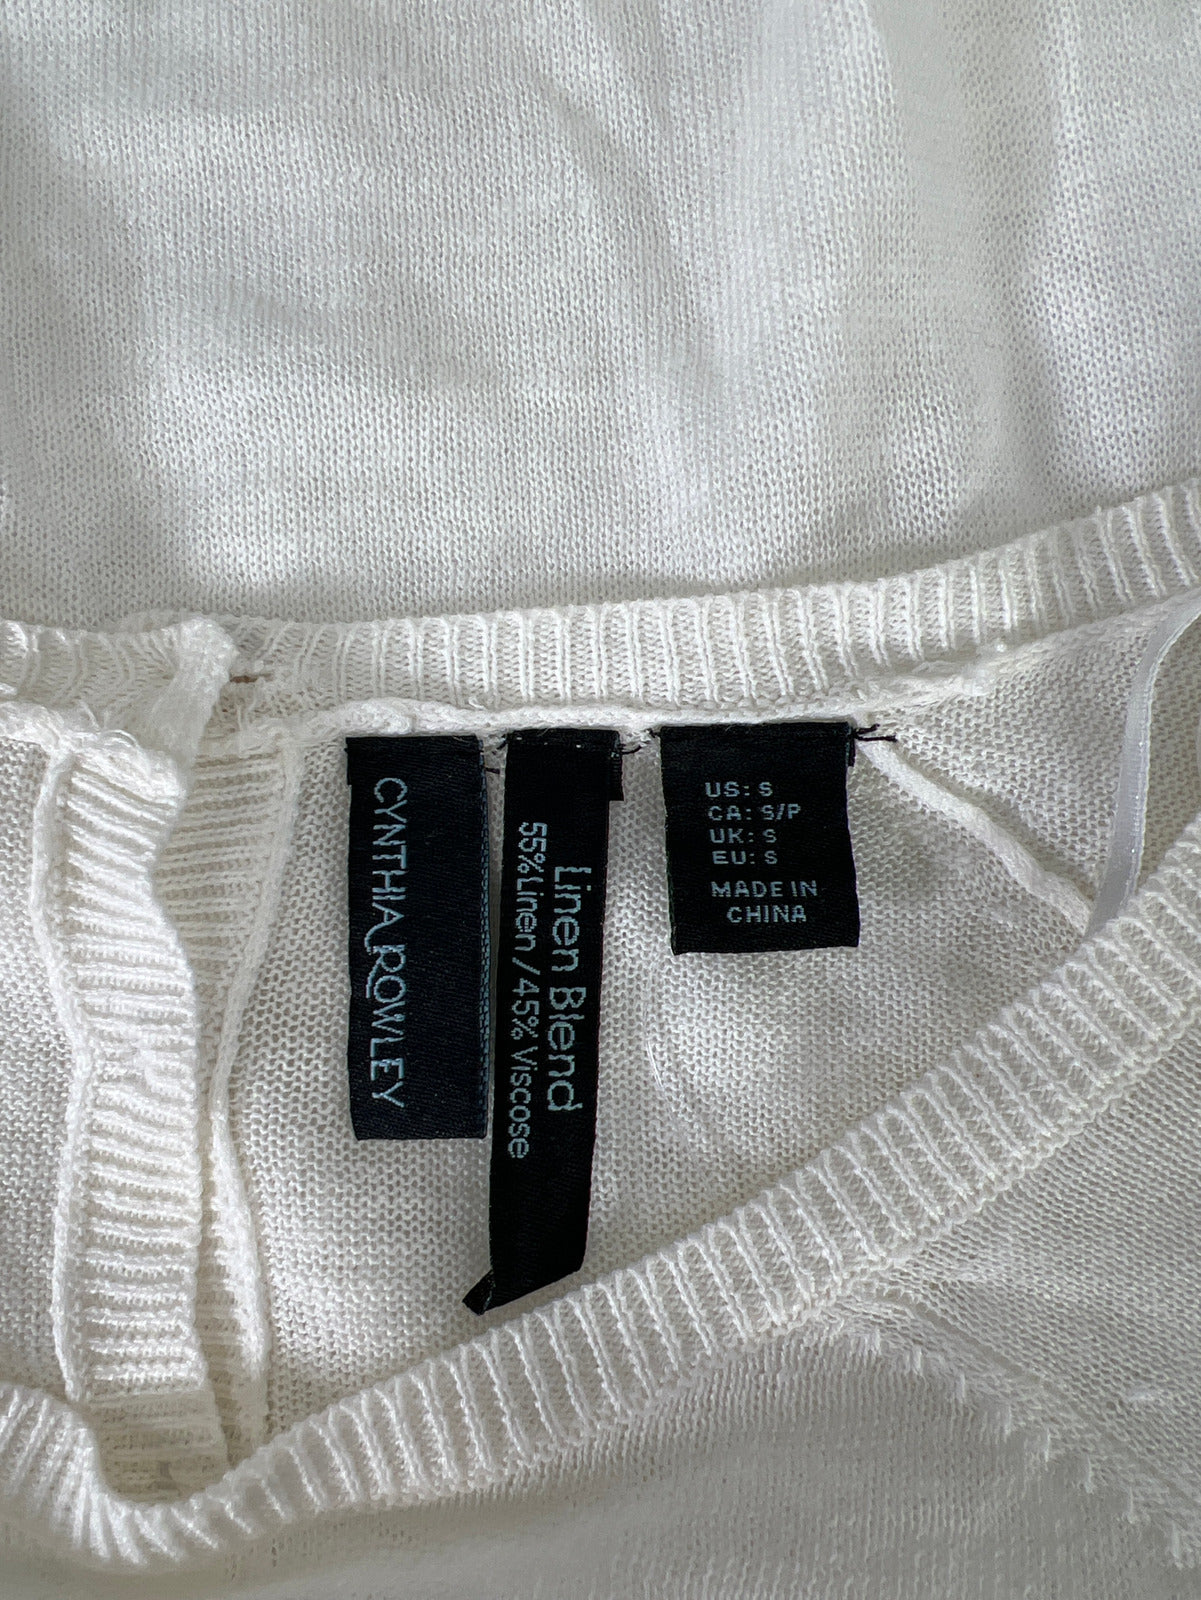 CYNTHIA ROWLEY
Linen Blend
55%Linen / 45% Viscose
US: S
CA: S/P
UK: S
EU: S
MADE IN
CHINA